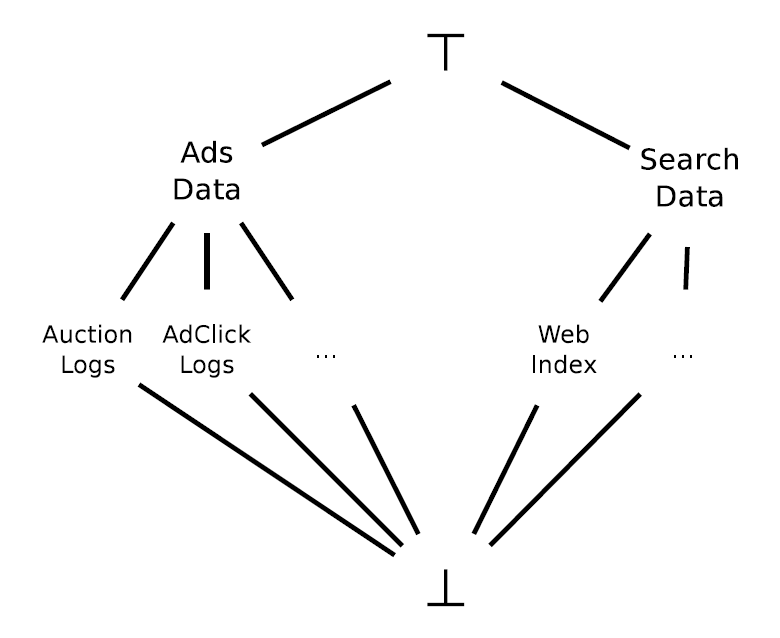 ⊤
Ads
Data
Search
Data
Auction
Logs
AdClick
Logs
...
Web
Index
...
⊥